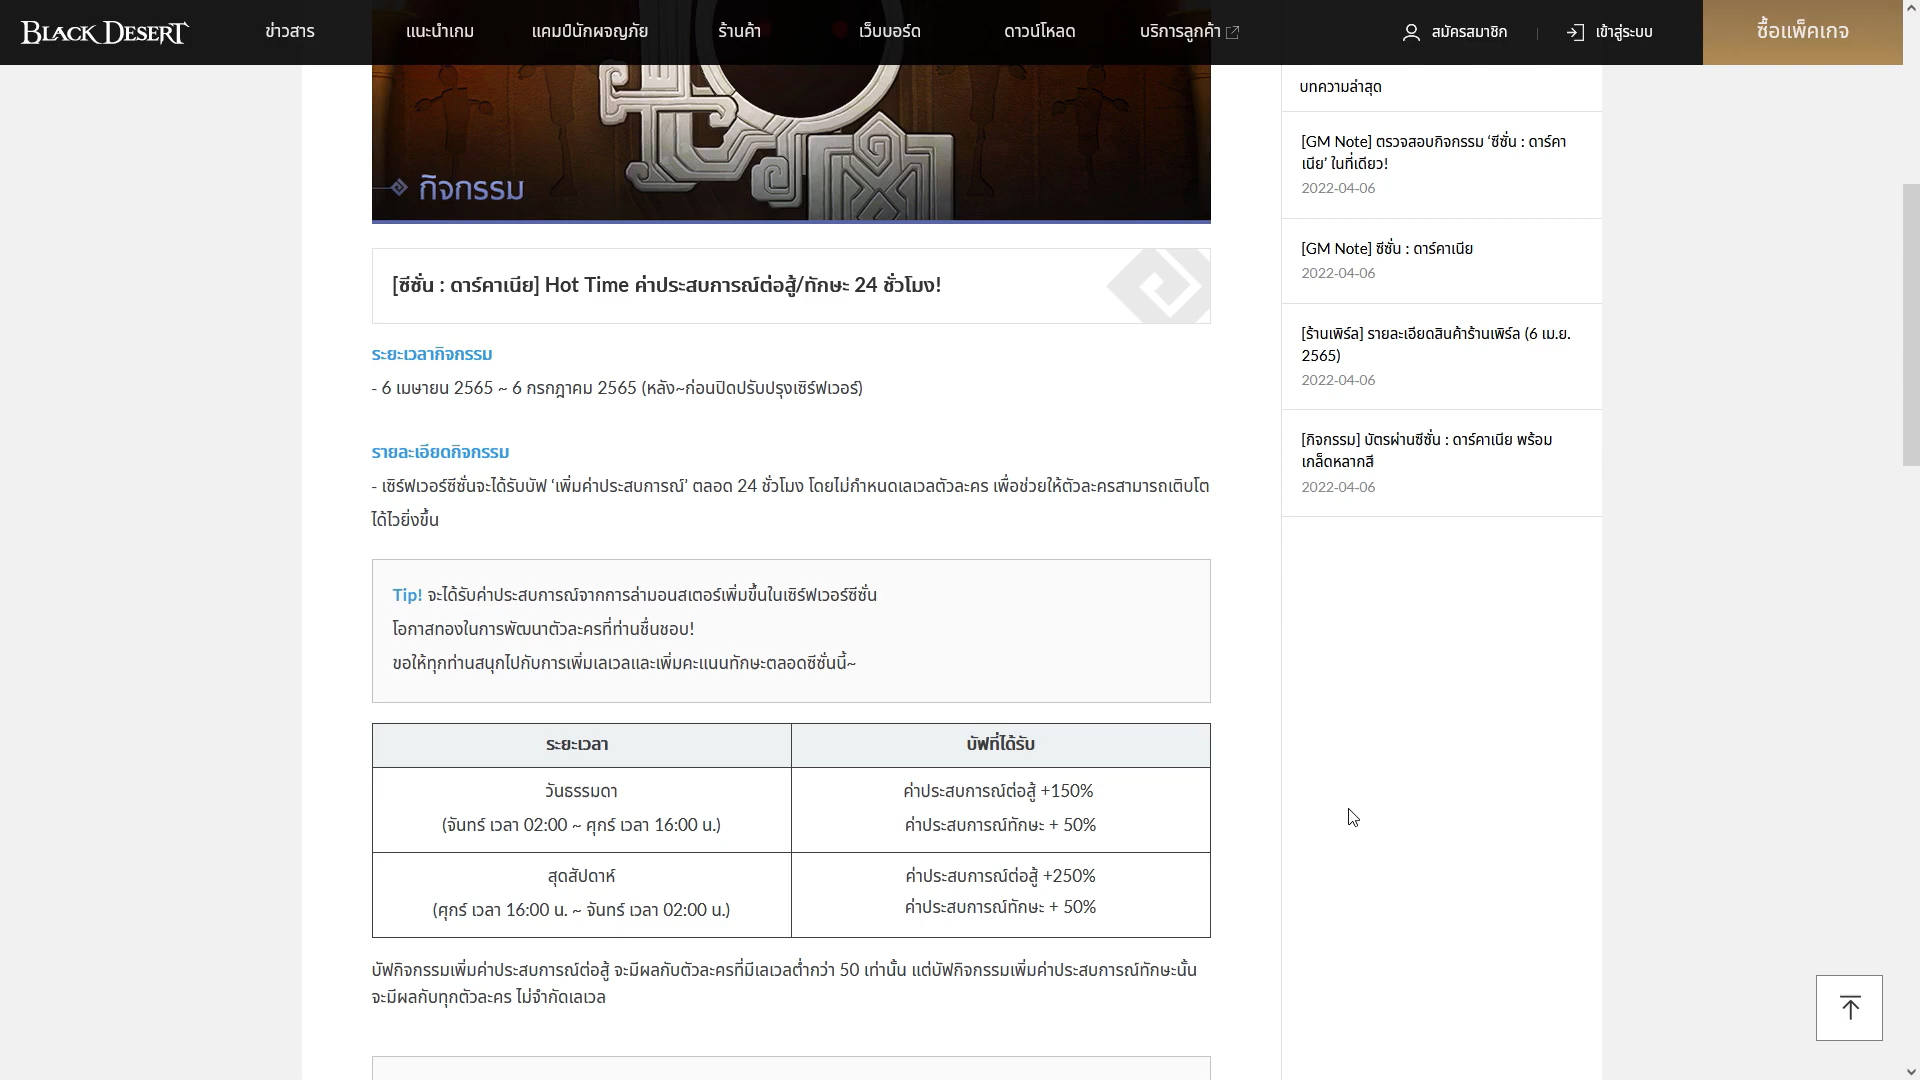 BLACK DESERT
ข่าวสาร
แนะนำเกม
แคมป์นักผจญภัย
ร้านค้า
เว็บบอร์ด
ดาวน์โหลด
บริการลูกค้า
สมัครสมาชิก
เข้าสู่ระบบ
ซื้อแพ็คเกจ
กิจกรรม
[ซีซั่น : ดาร์คาเนีย] Hot Time ค่าประสบการณ์ต่อสู้/ทักษะ 24 ชั่วโมง!
ระยะเวลากิจกรรม
- 6 เมษายน 2565 ~ 6 กรกฎาคม 2565 (หลัง~ก่อนปิดปรับปรุงเซิร์ฟเวอร์)
รายละเอียดกิจกรรม
- เซิร์ฟเวอร์ซีซั่นจะได้รับบัฟ ‘เพิ่มค่าประสบการณ์’ ตลอด 24 ชั่วโมง โดยไม่กำหนดเลเวลตัวละคร เพื่อช่วยให้ตัวละครสามารถเติบโต
ได้ไวยิ่งขึ้น
Tip! จะได้รับค่าประสบการณ์จากการล่ามอนสเตอร์เพิ่มขึ้นในเซิร์ฟเวอร์ซีซั่น
โอกาสทองในการพัฒนาตัวละครที่ท่านชื่นชอบ!
ขอให้ทุกท่านสนุกไปกับการเพิ่มเลเวลและเพิ่มคะแนนทักษะตลอดซีซั่นนี้~
ระยะเวลา
บัฟที่ได้รับ
วันธรรมดา
(จันทร์ เวลา 02:00 ~ ศุกร์ เวลา 16:00 น.)
ค่าประสบการณ์ต่อสู้ +150%
ค่าประสบการณ์ทักษะ + 50%
สุดสัปดาห์
(ศุกร์ เวลา 16:00 น. ~ จันทร์ เวลา 02:00 น.)
ค่าประสบการณ์ต่อสู้ +250%
ค่าประสบการณ์ทักษะ + 50%
บัฟกิจกรรมเพิ่มค่าประสบการณ์ต่อสู้ จะมีผลกับตัวละครที่มีเลเวลต่ำกว่า 50 เท่านั้น แต่บัฟกิจกรรมเพิ่มค่าประสบการณ์ทักษะนั้น
จะมีผลกับทุกตัวละคร ไม่จำกัดเลเวล
บทความล่าสุด
[GM Note] ตรวจสอบกิจกรรม ‘ซีซั่น : ดาร์คา
เนีย’ ในที่เดียว!
2022-04-06
[GM Note] ซีซั่น : ดาร์คาเนีย
2022-04-06
[ร้านเพิร์ล] รายละเอียดสินค้าร้านเพิร์ล (6 เม.ย.
2565)
2022-04-06
[กิจกรรม] บัตรผ่านซีซั่น : ดาร์คาเนีย พร้อม
เกล็ดหลากสี
2022-04-06